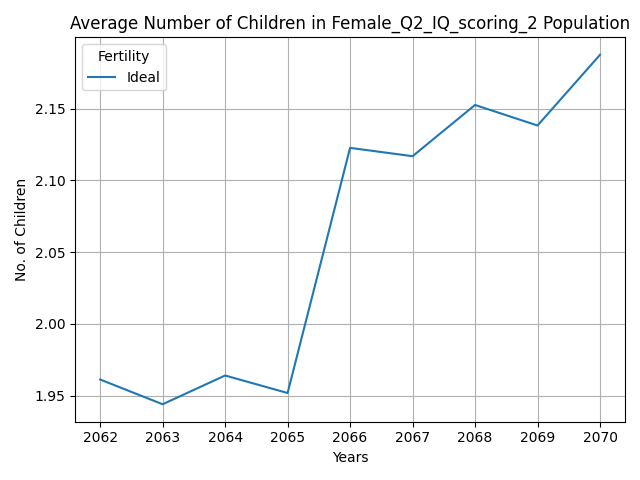 Average Number of Children in Female_Q2_IQ_scoring_2 Population
Fertility
Ideal
No. of Children
2.15
2.10
2.05
2.00
1.95
2062 2063 2064 2065 2066 2067 2068 2069 2070
Years